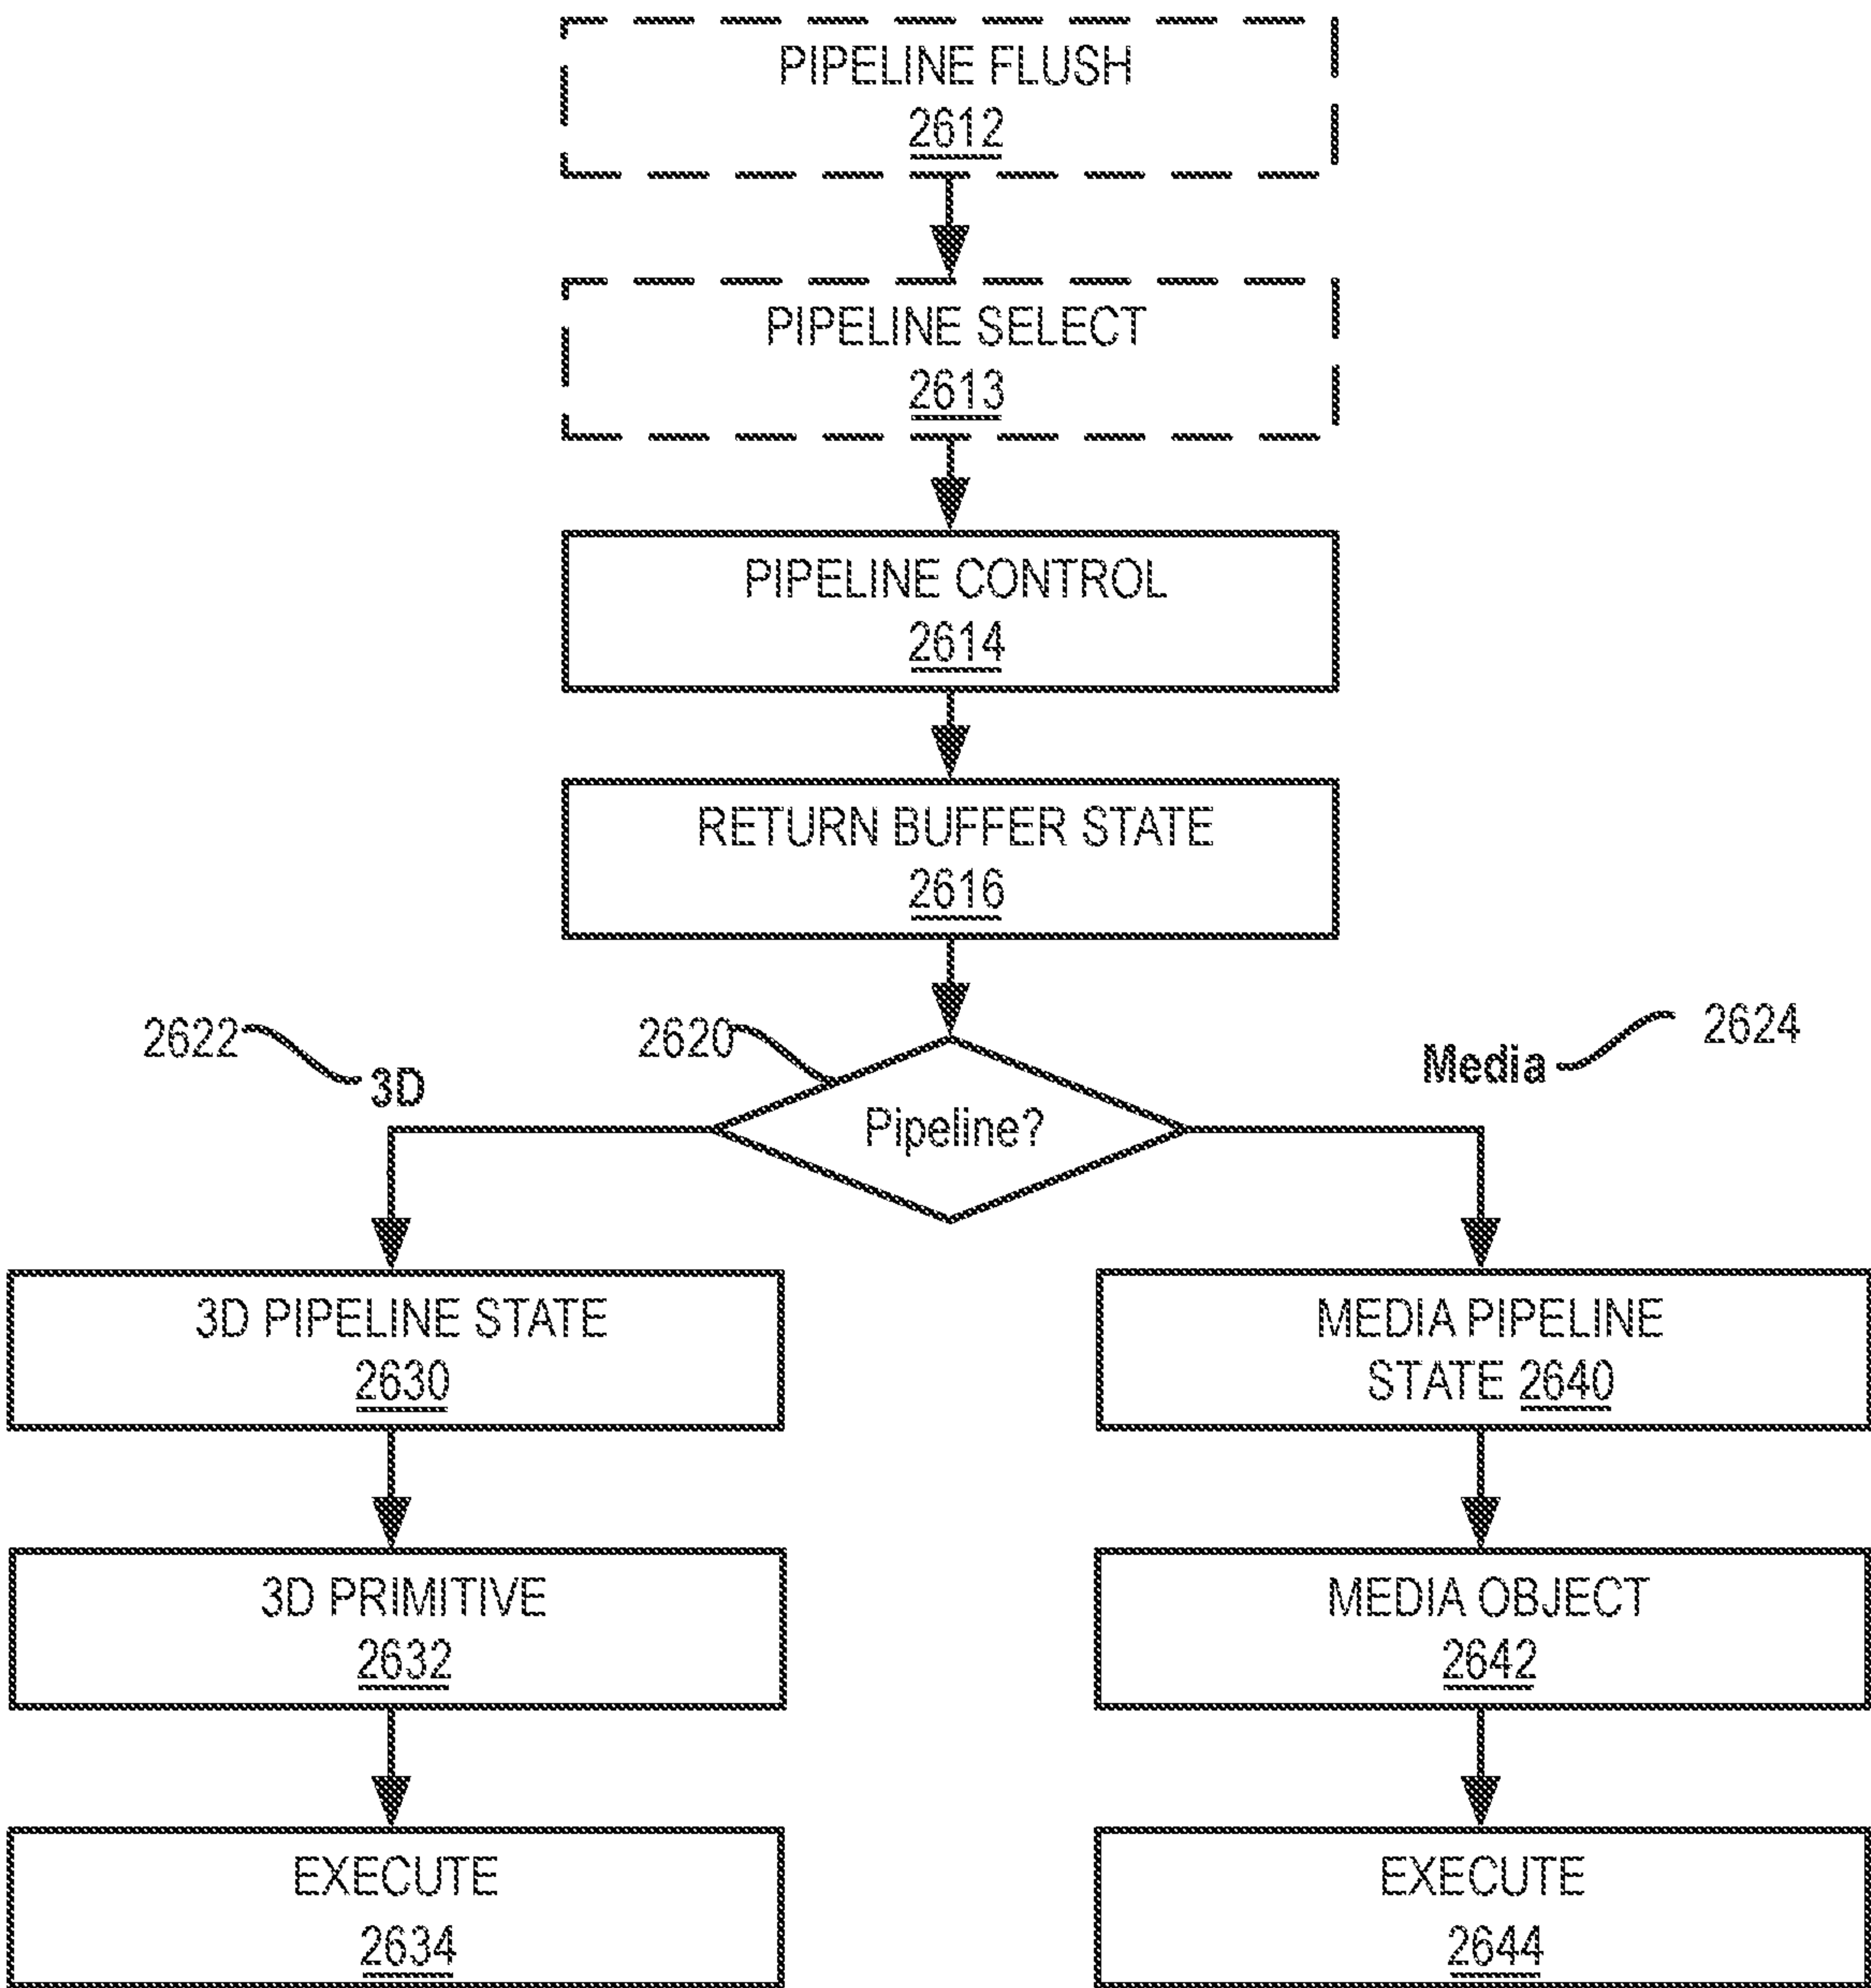 PIPELINE FLUSH
2612
PIPELINE SELECT
2613
PIPELINE CONTROL
2614
RETURN BUFFER STATE
2616
2622
3D
2620
Pipeline?
Media
2624
3D PIPELINE STATE
2630
MEDIA PIPELINE
STATE 2640
3D PRIMITIVE
2632
MEDIA OBJECT
2642
EXECUTE
2634
EXECUTE
2644